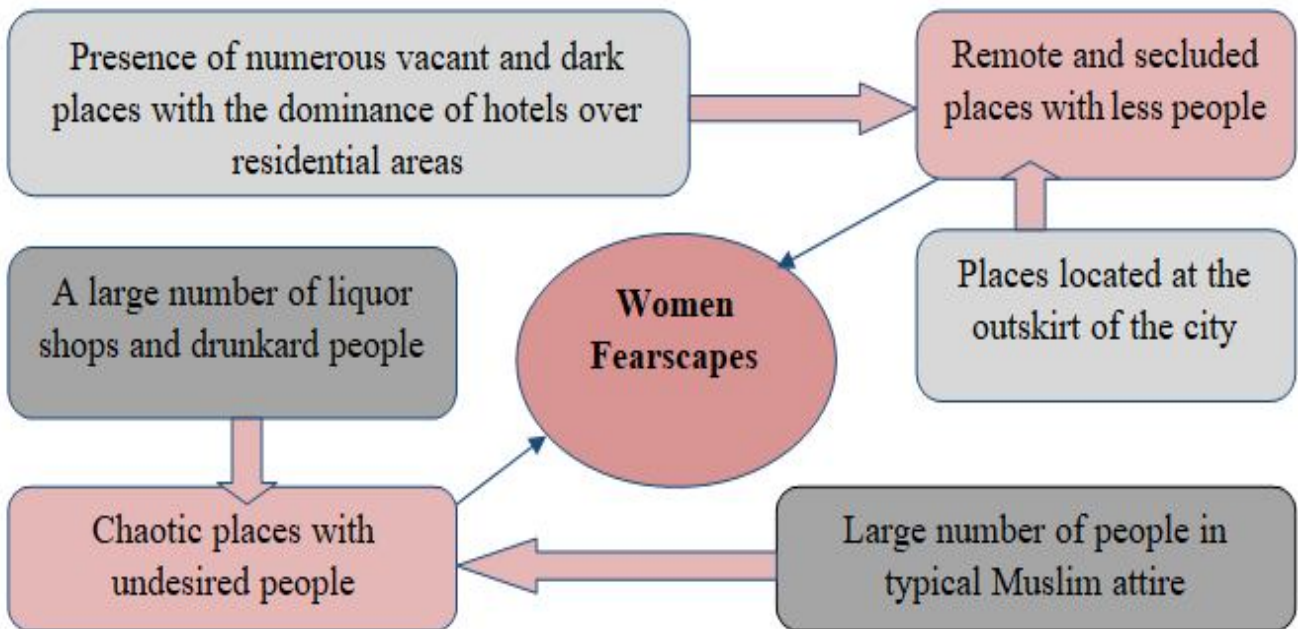 Presence of numerous vacant and dark
places with the dominance of hotels over
residential areas
Remote and secluded
places with less people
A large number of liquor
shops and drunkard people
Women
Fearscapes
Places located at the
outskirt of the city
Chaotic places with
undesired people
Large number of people in
typical Muslim attire